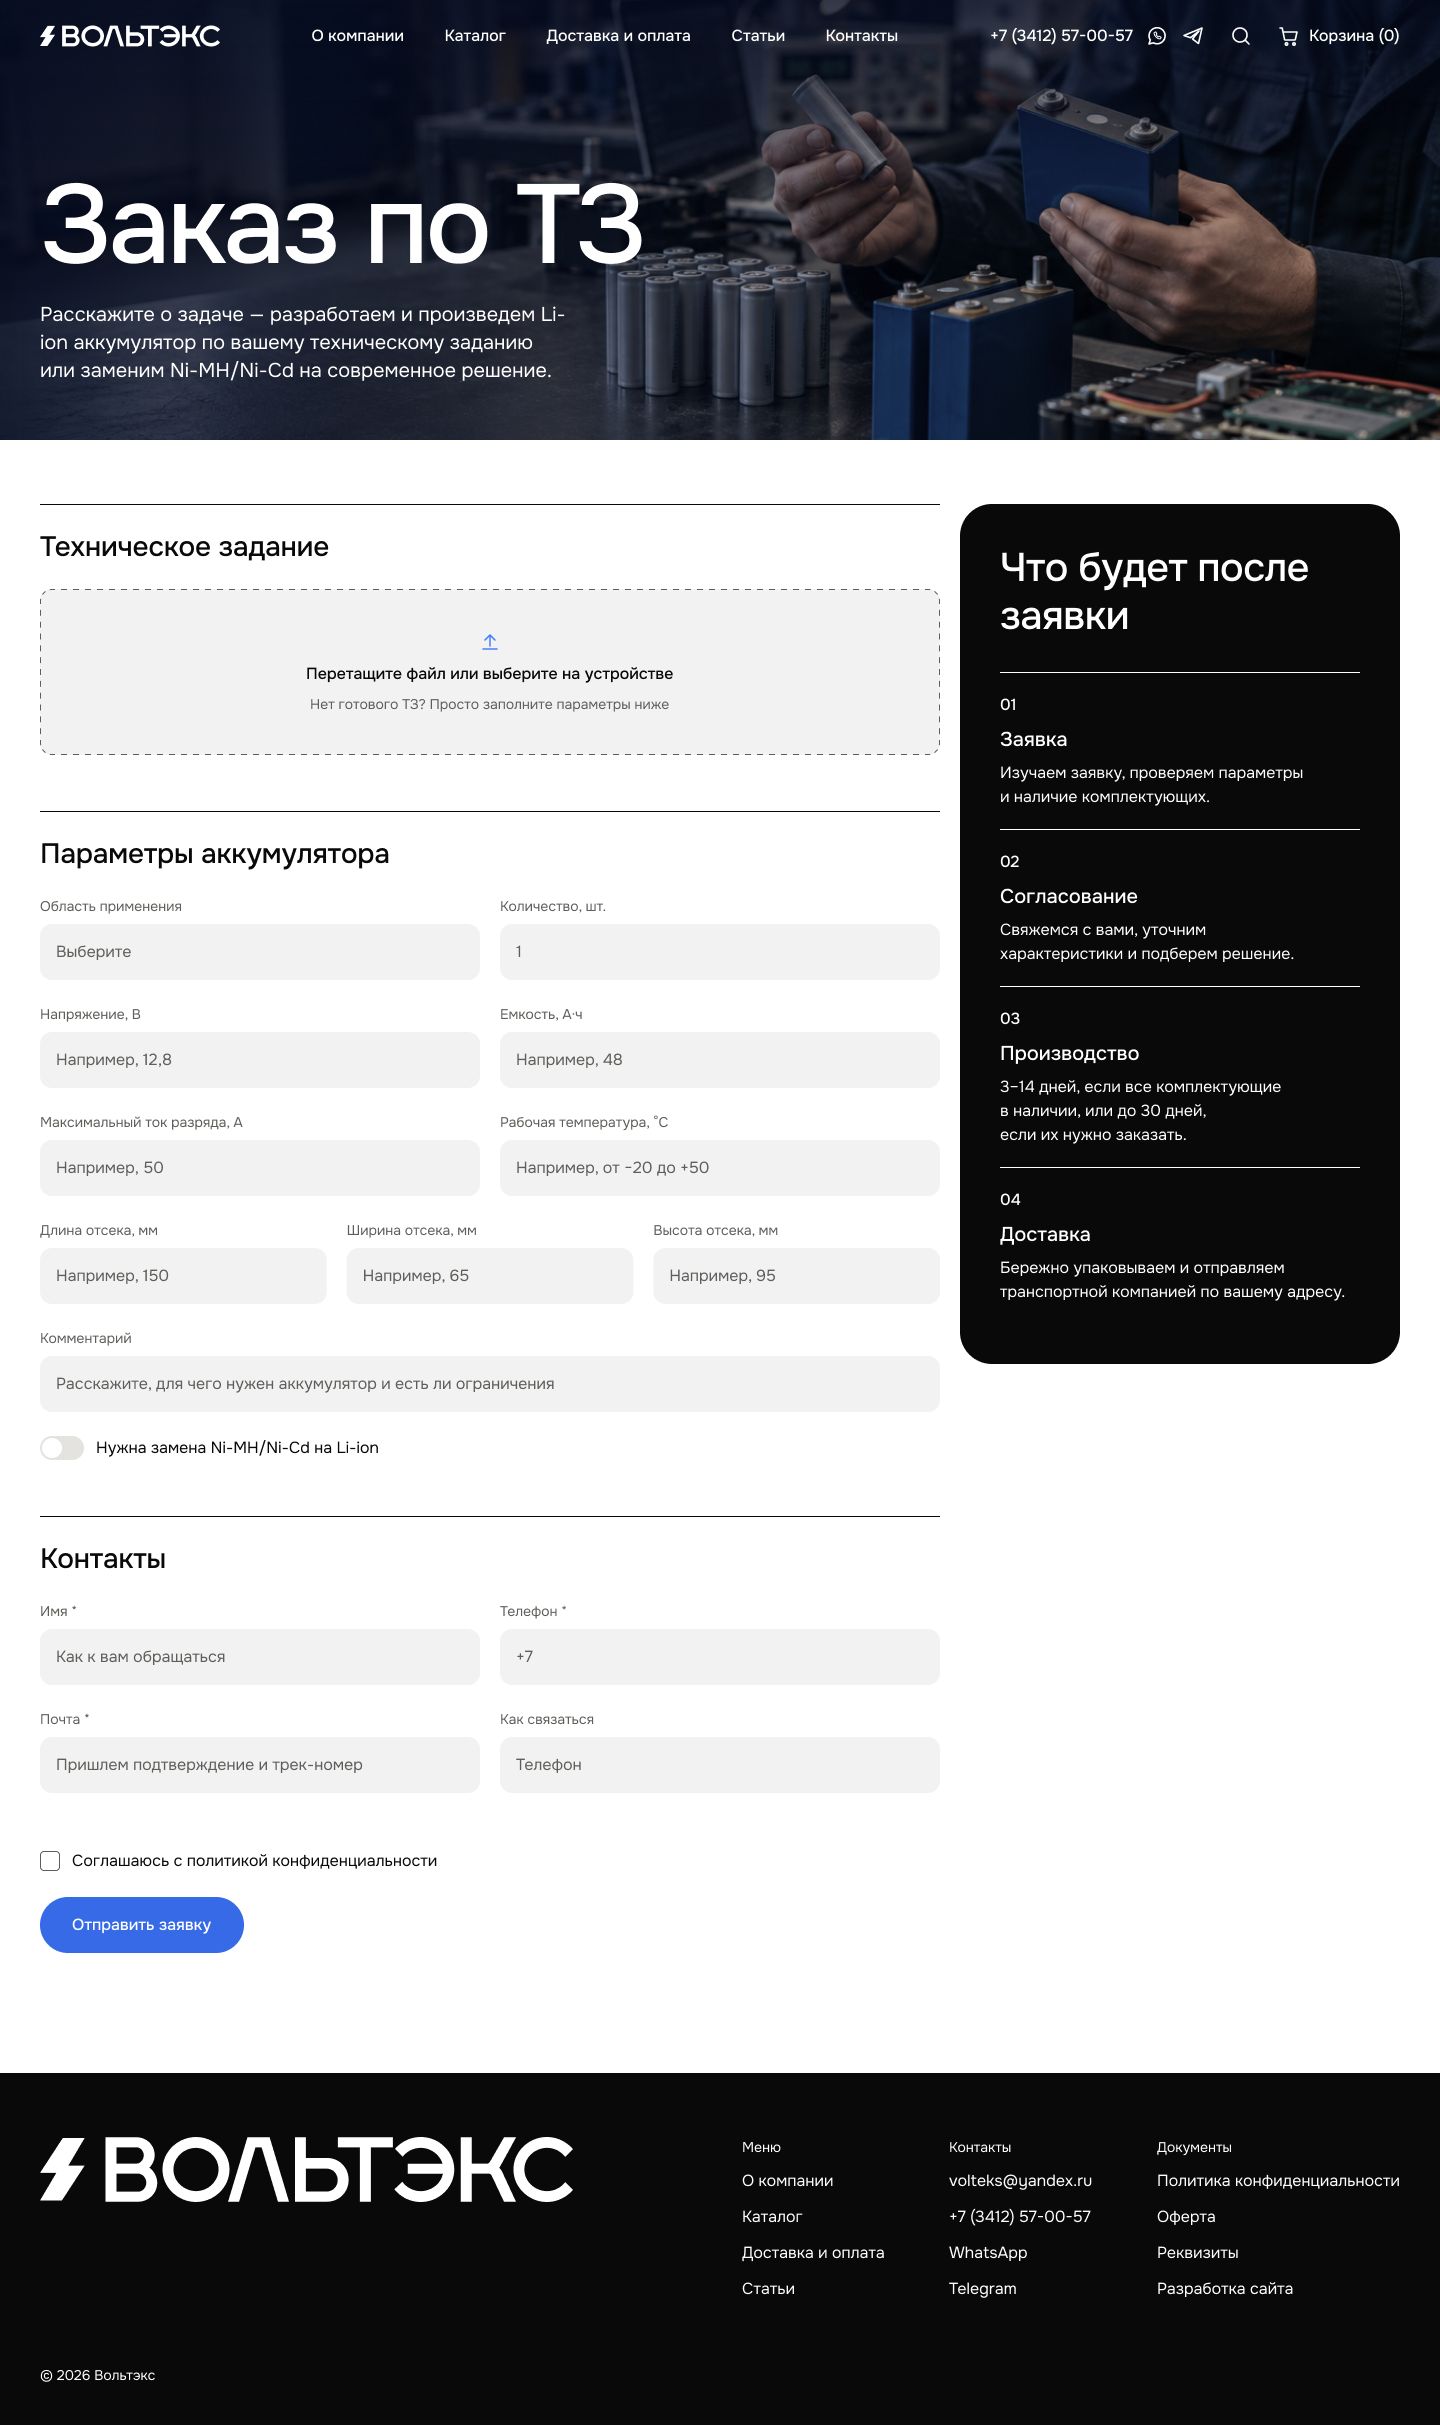 ВОЛЬТЭКС
О компании
Каталог
Доставка и оплата
Статьи
Контакты
+7 (3412) 57-00-57
Корзина (0)
Заказ по ТЗ
Расскажите о задаче — разработаем и произведем Li-
ion аккумулятор по вашему техническому заданию
или заменим Ni-MH/Ni-Cd на современное решение.
Техническое задание
Перетащите файл или выберите на устройстве
Нет готового ТЗ? Просто заполните параметры ниже
Параметры аккумулятора
Область применения
Выберите
Количество, шт.
1
Напряжение, В
Например, 12,8
Емкость, А·ч
Например, 48
Максимальный ток разряда, А
Например, 50
Рабочая температура, °C
Например, от −20 до +50
Длина отсека, мм
Например, 150
Ширина отсека, мм
Например, 65
Высота отсека, мм
Например, 95
Комментарий
Расскажите, для чего нужен аккумулятор и есть ли ограничения
Нужна замена Ni-MH/Ni-Cd на Li-ion
Контакты
Имя *
Как к вам обращаться
Телефон *
+7
Почта *
Пришлем подтверждение и трек-номер
Как связаться
Телефон
Соглашаюсь с политикой конфиденциальности
Отправить заявку
Что будет после
заявки
01
Заявка
Изучаем заявку, проверяем параметры
и наличие комплектующих.
02
Согласование
Свяжемся с вами, уточним
характеристики и подберем решение.
03
Производство
3–14 дней, если все комплектующие
в наличии, или до 30 дней,
если их нужно заказать.
04
Доставка
Бережно упаковываем и отправляем
транспортной компанией по вашему адресу.
ВОЛЬТЭКС
Меню
О компании
Каталог
Доставка и оплата
Статьи
Контакты
volteks@yandex.ru
+7 (3412) 57-00-57
WhatsApp
Telegram
Документы
Политика конфиденциальности
Оферта
Реквизиты
Разработка сайта
© 2026 Вольтэкс